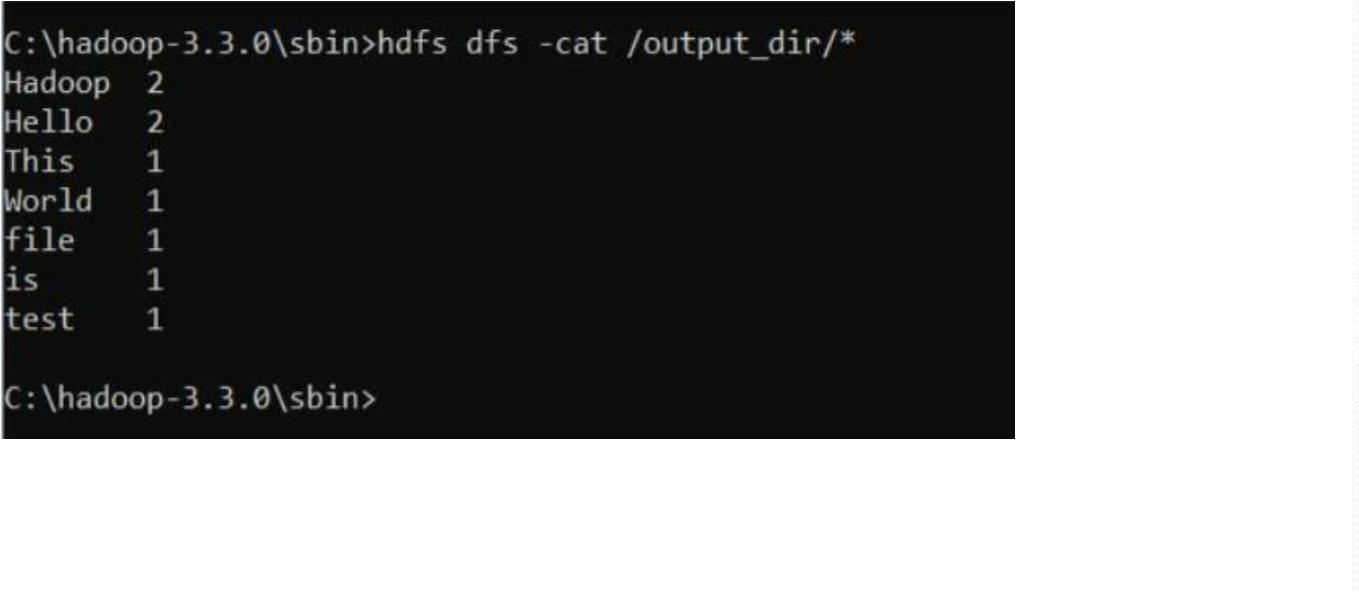 C:\hadoop-3.3.0\sbin>hdfs dfs -cat /output_dir/*
Hadoop  2
Hello   2
This    1
World   1
file    1
is      1
test    1
C:\hadoop-3.3.0\sbin>